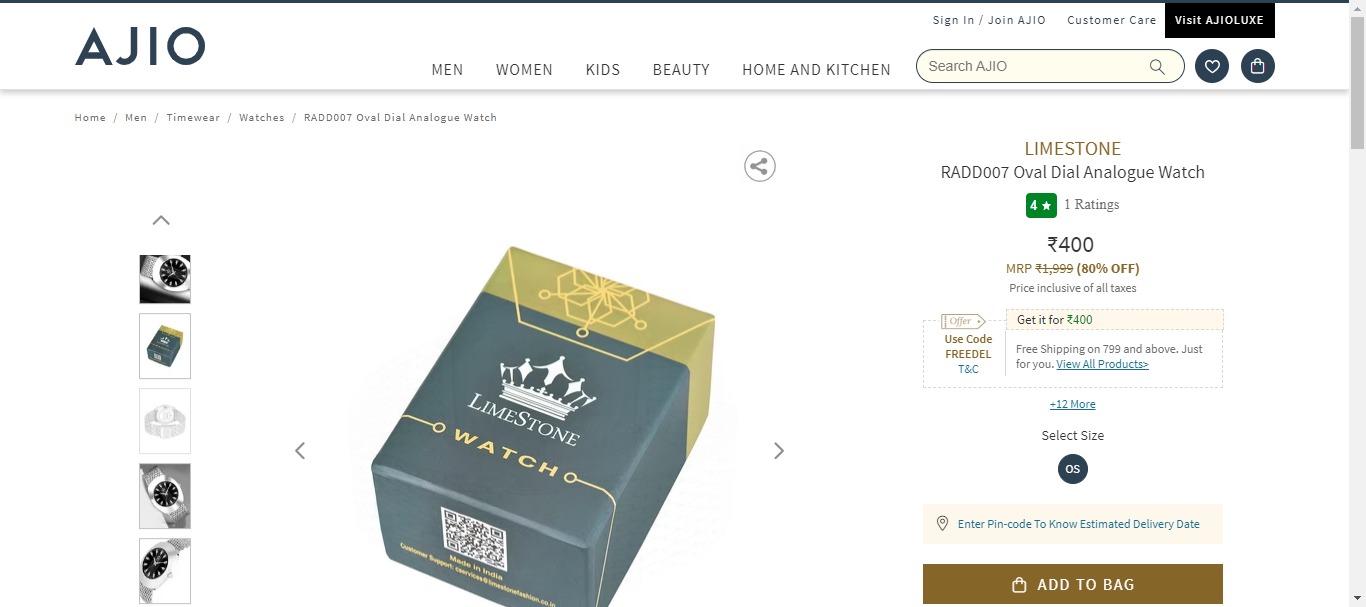 Sign In / Join AJIO
Customer Care
Visit AJIOLUXE
AJIO
MEN
WOMEN
KIDS
BEAUTY
HOME AND KITCHEN
Search AJIO
Home / Men / Timewear / Watches / RADD007 Oval Dial Analogue Watch
LIMESTONE
RADD007 Oval Dial Analogue Watch
4 ★ 1 Ratings
₹400
MRP ₹1,999 (80% OFF)
Price inclusive of all taxes
Offer
Use Code
FREEDEL
T&C
Get it for ₹400
Free Shipping on 799 and above. Just
for you. View All Products>
+12 More
Select Size
OS
Enter Pin-code To Know Estimated Delivery Date
ADD TO BAG
LIMESTONE
WATCH
Made in India
Customer Support: cservices@limestonefashion.co.in